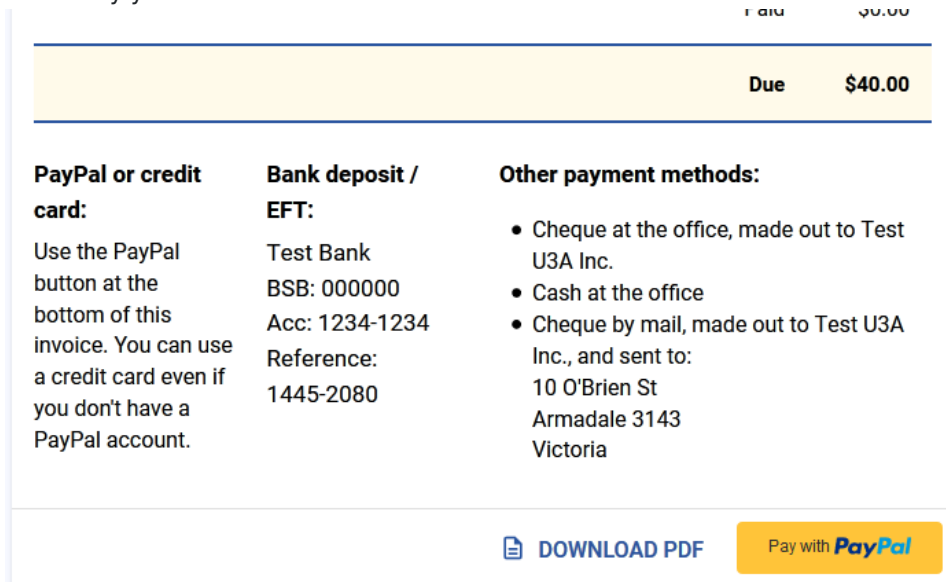 Paid $0.00
Due $40.00
PayPal or credit
card:
Use the PayPal
button at the
bottom of this
invoice. You can use
a credit card even if
you don't have a
PayPal account.
Bank deposit /
EFT:
Test Bank
BSB: 000000
Acc: 1234-1234
Reference:
1445-2080
Other payment methods:
• Cheque at the office, made out to Test
U3A Inc.
• Cash at the office
• Cheque by mail, made out to Test U3A
Inc., and sent to:
10 O'Brien St
Armadale 3143
Victoria
DOWNLOAD PDF
Pay with PayPal